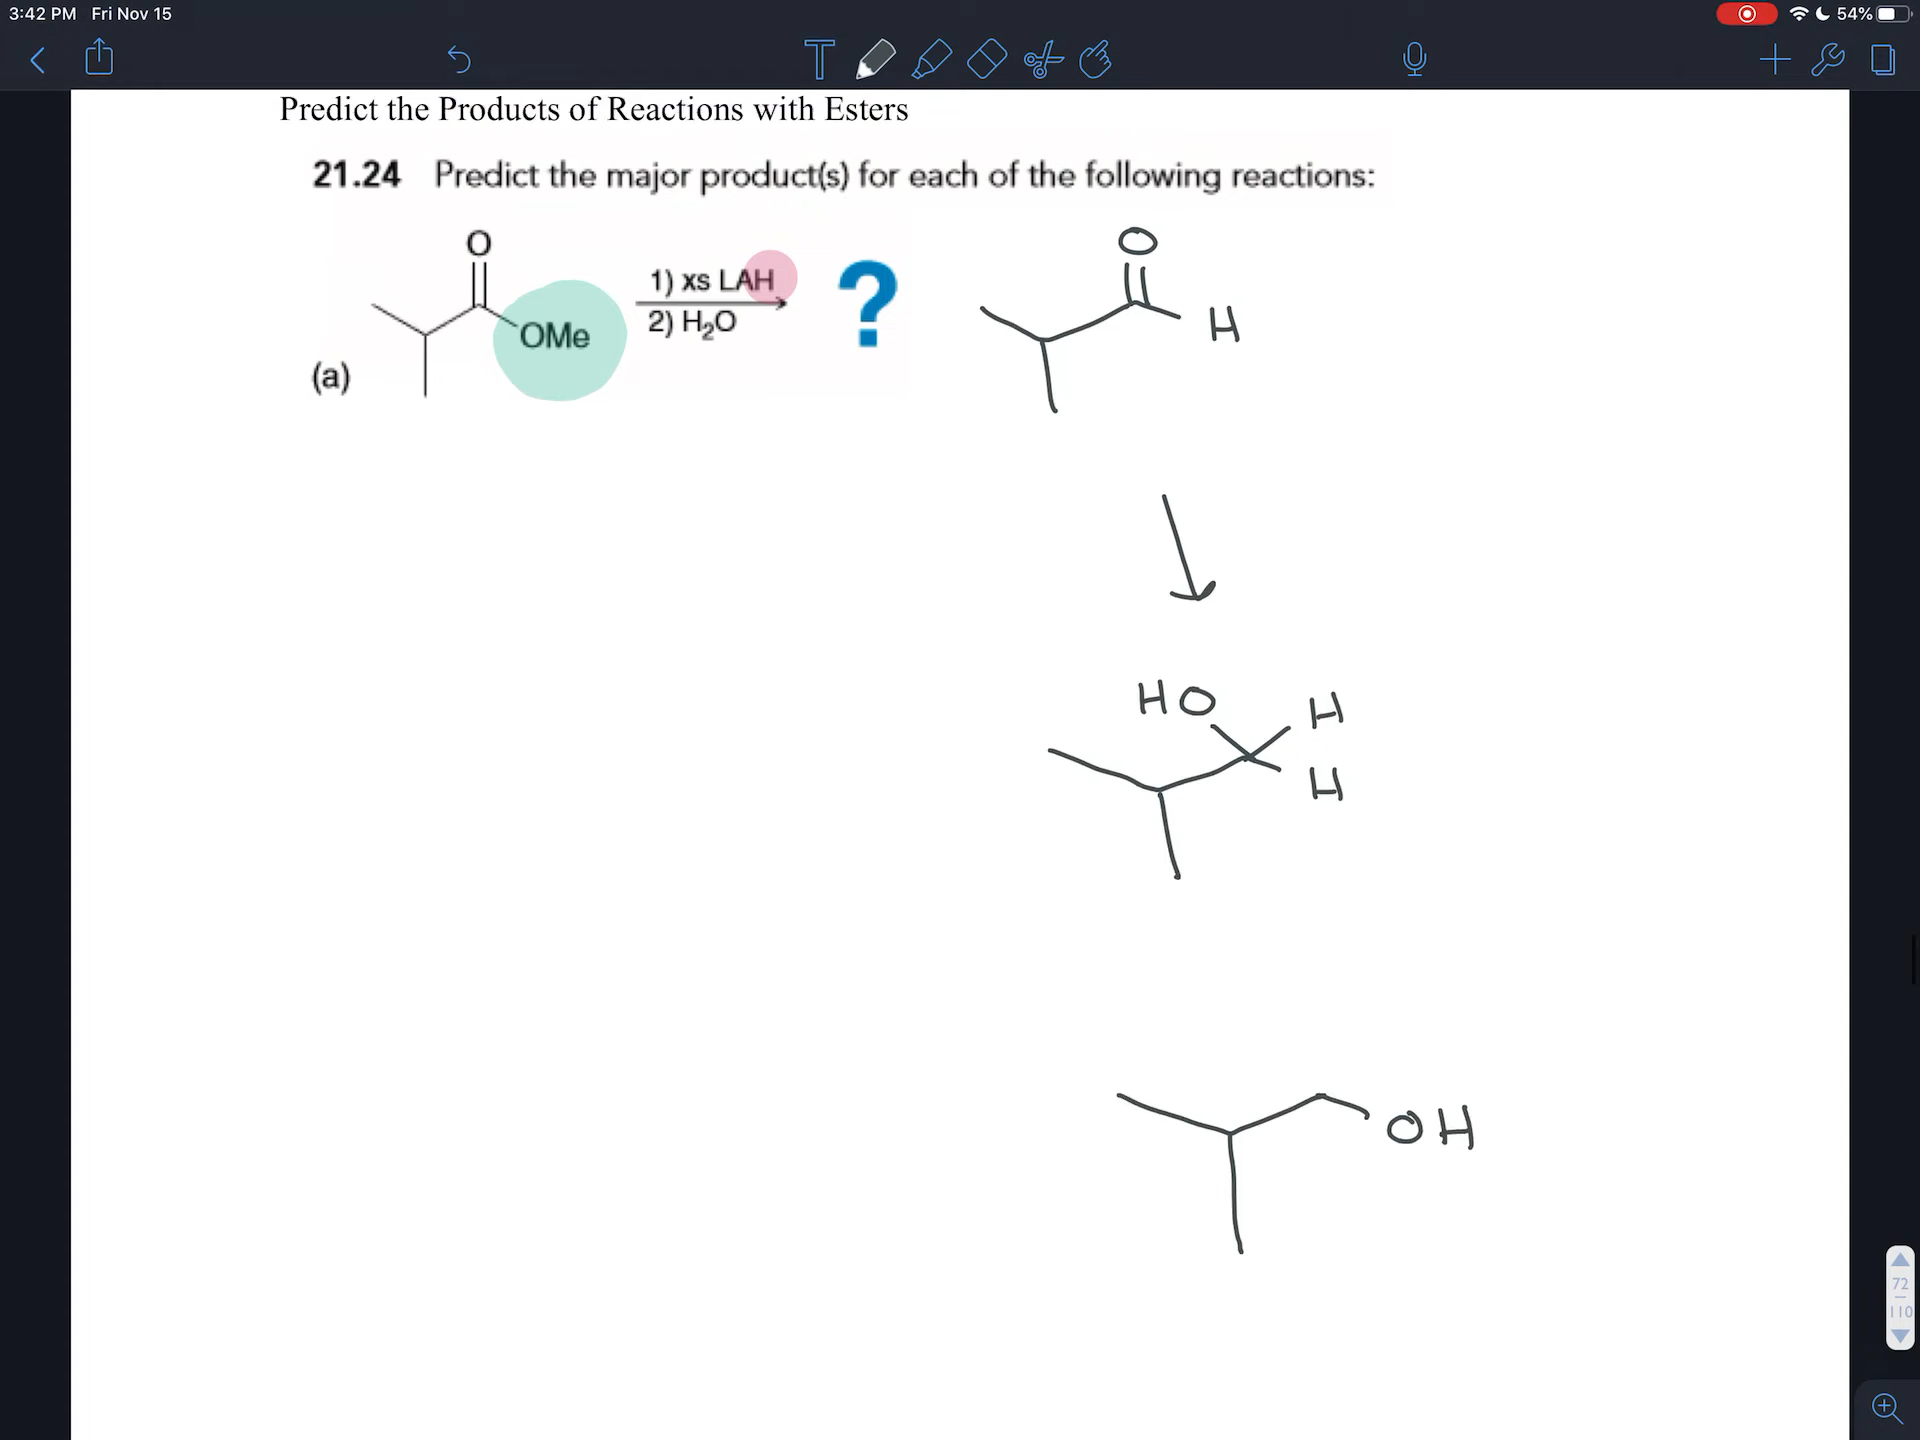 3:42 PM Fri Nov 15
54%
T
Predict the Products of Reactions with Esters
21.24 Predict the major product(s) for each of the following reactions:
O
OMe
(a)
1) xs LAH
2) H₂O
?
O
H
HO
H
H
OH
72
110